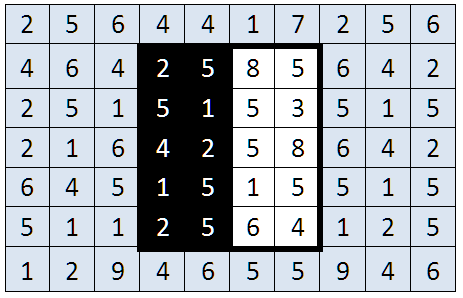 2 5 6 4 4 1 7 2 5 6
4 6 4 2 5 8 5 6 4 2
2 5 1 5 1 5 3 5 1 5
2 1 6 4 2 5 8 6 4 2
6 4 5 1 5 1 5 5 1 5
5 1 1 2 5 6 4 1 2 5
1 2 9 4 6 5 5 9 4 6